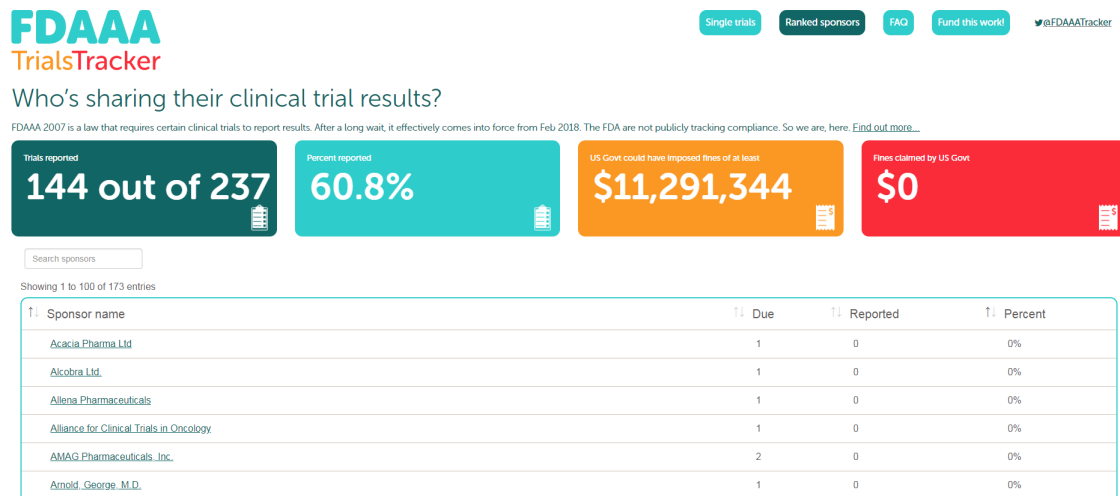 FDAAA
TrialsTracker
Single trials
Ranked sponsors
FAQ
Fund this work!
@FDAAATracker
Who's sharing their clinical trial results?
FDAAA 2007 is a law that requires certain clinical trials to report results. After a long wait, it effectively comes into force from Feb 2018. The FDA are not publicly tracking compliance. So we are, here. Find out more...
Trials reported
144 out of 237
Percent reported
60.8%
US Govt could have imposed fines of at least
$11,291,344
Fines claimed by US Govt
$0
Search sponsors
Showing 1 to 100 of 173 entries
Sponsor name Due Reported Percent
Acacia Pharma Ltd 1 0 0%
Alcobra Ltd. 1 0 0%
Allena Pharmaceuticals 1 0 0%
Alliance for Clinical Trials in Oncology 1 0 0%
AMAG Pharmaceuticals, Inc. 2 0 0%
Arnold, George, M.D. 1 0 0%